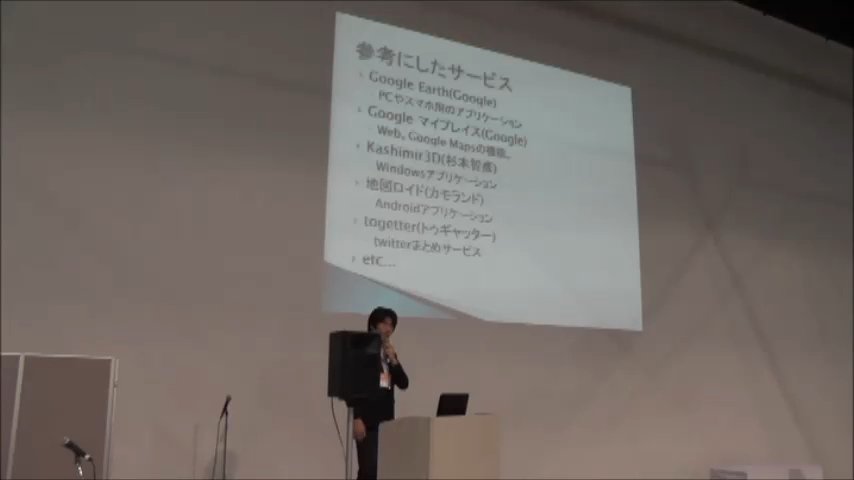 参考にしたサービス
Google Earth(Google)
PCやスマホ用のアプリケーション
Google マイプレイス(Google)
Web。Google Mapsの機能。
Kashimir3D(杉本智彦)
Windowsアプリケーション
地図ロイド(カモランド)
Androidアプリケーション
togetter(トゥギャッター)
twitterまとめサービス
etc...